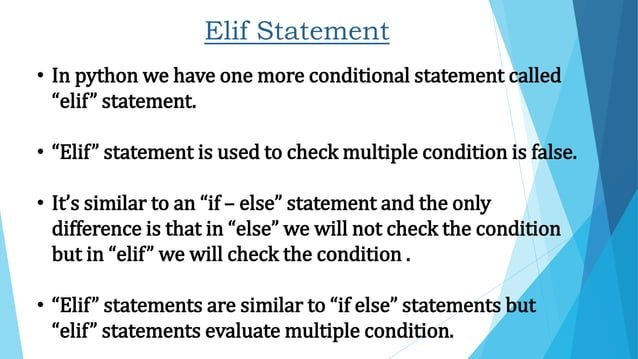 Elif Statement
• In python we have one more conditional statement called
“elif” statement.
• “Elif” statement is used to check multiple condition is false.
• It’s similar to an “if – else” statement and the only
difference is that in “else” we will not check the condition
but in “elif” we will check the condition .
• “Elif” statements are similar to “if else” statements but
“elif” statements evaluate multiple condition.